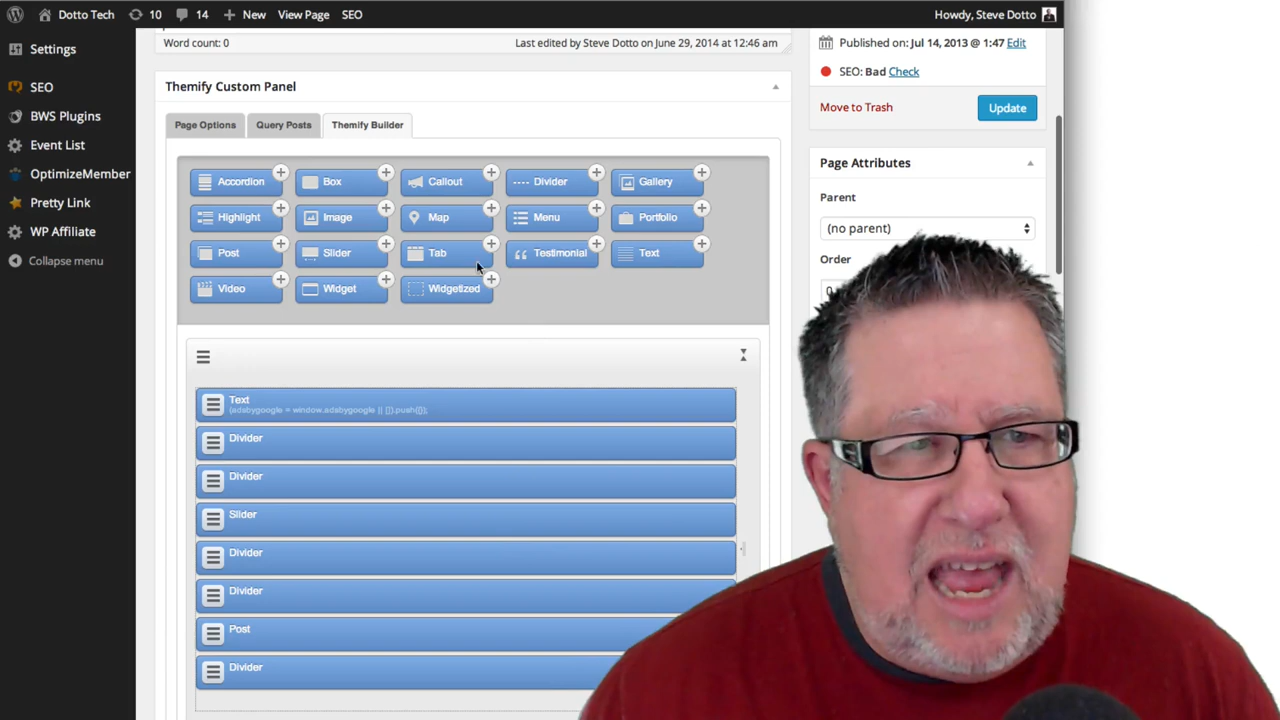 Dotto Tech 10 14 + New View Page SEO Howdy, Steve Dotto
Settings
SEO
BWS Plugins
Event List
OptimizeMember
Pretty Link
WP Affiliate
Collapse menu
Word count: 0 Last edited by Steve Dotto on June 29, 2014 at 12:46 am
Themify Custom Panel
Page Options Query Posts Themify Builder
Accordion Box Callout Divider Gallery
Highlight Image Map Menu Portfolio
Post Slider Tab Testimonial Text
Video Widget Widgetized
Text
(adsbygoogle = window.adsbygoogle || []).push({});
Divider
Divider
Slider
Divider
Divider
Post
Divider
Published on: Jul 14, 2013 @ 1:47 Edit
SEO: Bad Check
Move to Trash Update
Page Attributes
Parent
(no parent)
Order